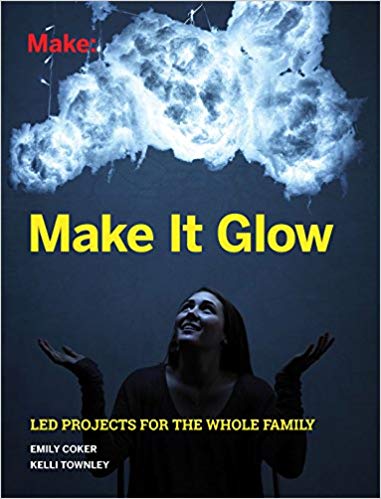 Make:
Make It Glow
LED PROJECTS FOR THE WHOLE FAMILY
EMILY COKER
KELLI TOWNLEY